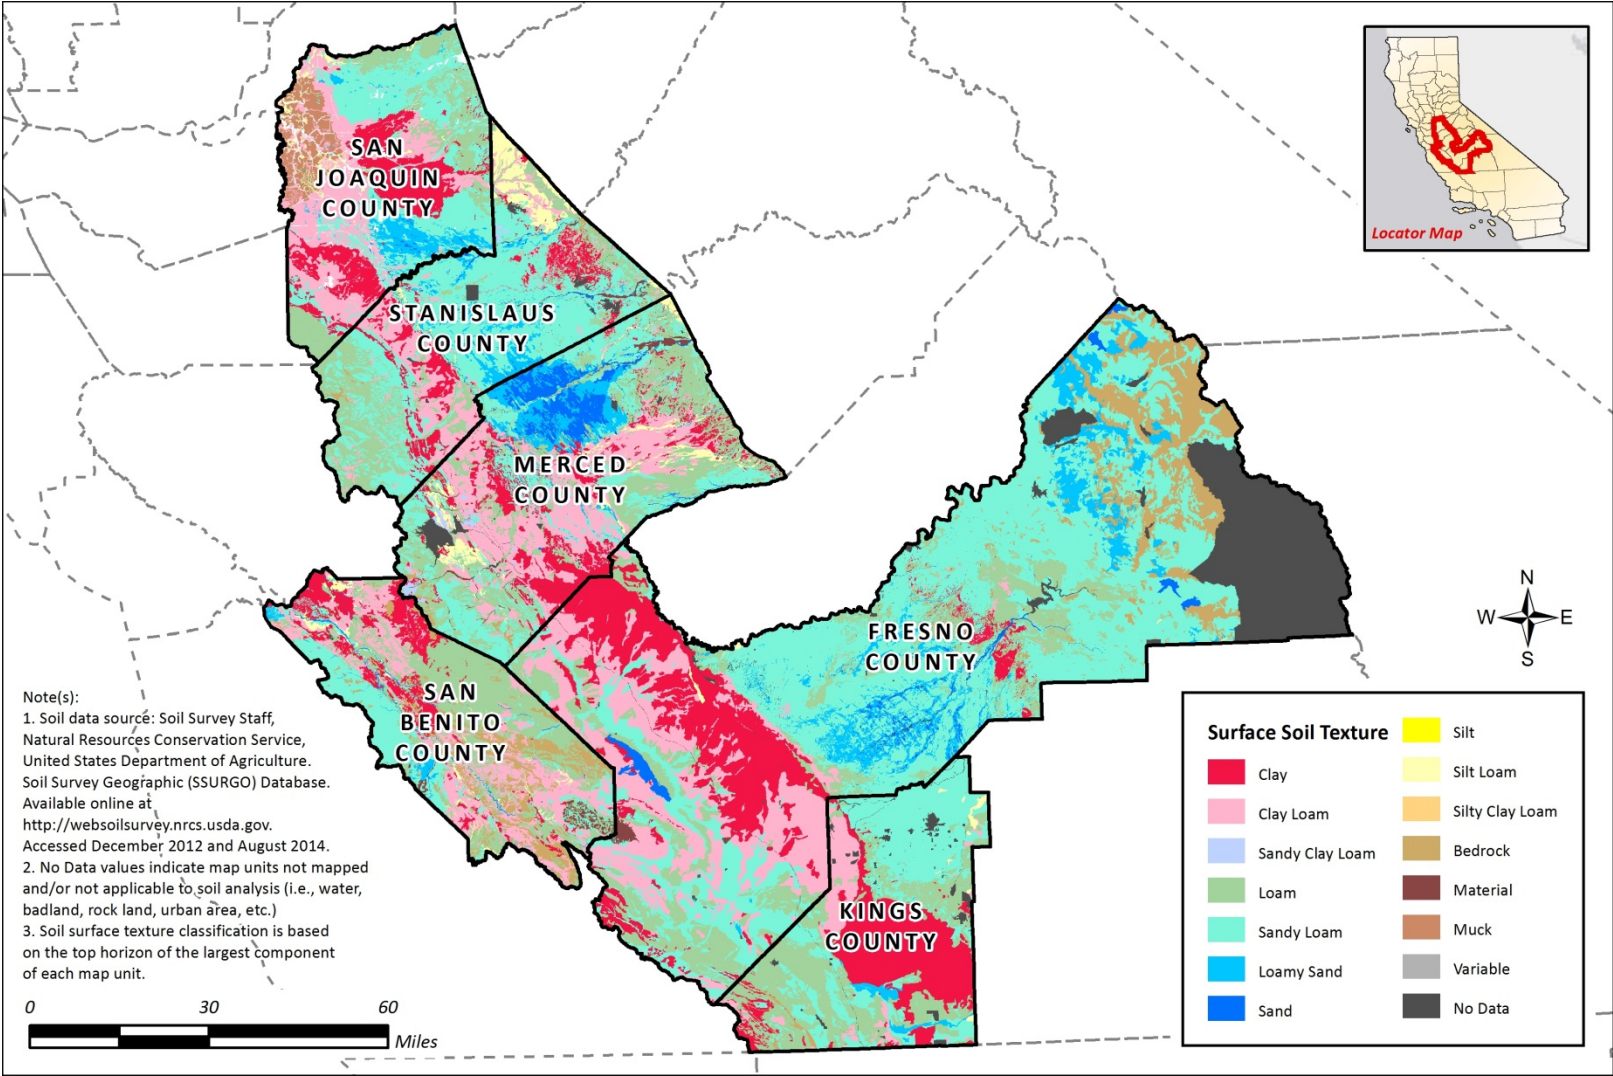 SAN
JOAQUIN
COUNTY
STANISLAUS
COUNTY
MERCED
COUNTY
FRESNO
COUNTY
SAN
BENITO
COUNTY
KINGS
COUNTY
Locator Map
N
W E
S
Note(s):
1. Soil data source: Soil Survey Staff,
Natural Resources Conservation Service,
United States Department of Agriculture.
Soil Survey Geographic (SSURGO) Database.
Available online at
http://websoilsurvey.nrcs.usda.gov.
Accessed December 2012 and August 2014.
2. No Data values indicate map units not mapped
and/or not applicable to soil analysis (i.e., water,
badland, rock land, urban area, etc.)
3. Soil surface texture classification is based
on the top horizon of the largest component
of each map unit.
0 30 60
Miles
Surface Soil Texture
Clay
Clay Loam
Sandy Clay Loam
Loam
Sandy Loam
Loamy Sand
Sand
Silt
Silt Loam
Silty Clay Loam
Bedrock
Material
Muck
Variable
No Data